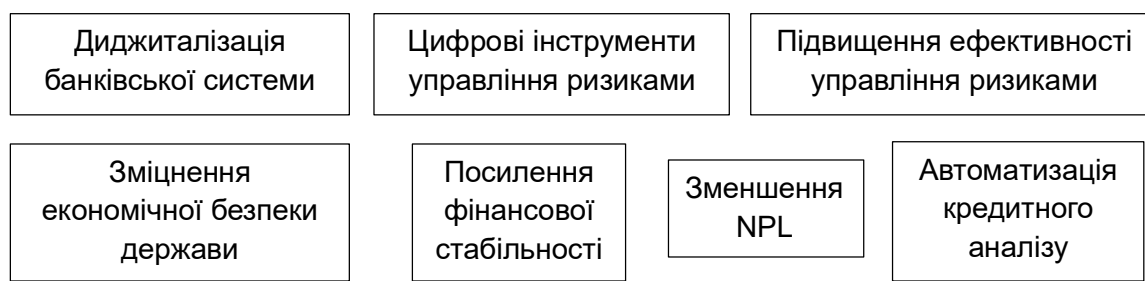 Диджиталізація
банківської системи
Цифрові інструменти
управління ризиками
Підвищення ефективності
управління ризиками
Зміцнення
економічної безпеки
держави
Посилення
фінансової
стабільності
Зменшення
NPL
Автоматизація
кредитного
аналізу